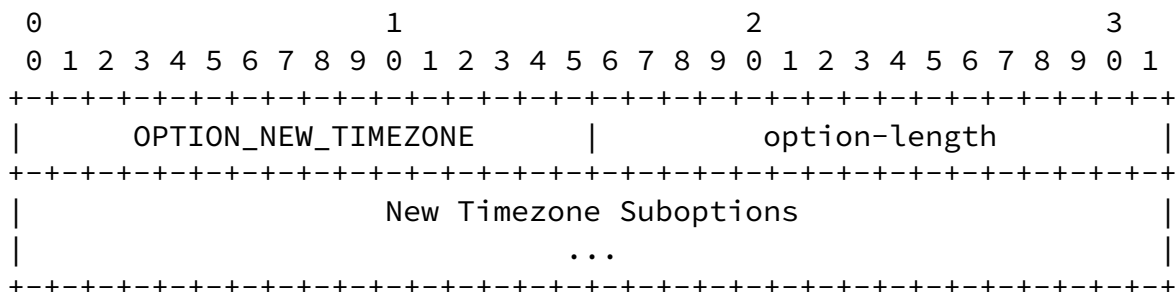 0                   1                   2                   3
 0 1 2 3 4 5 6 7 8 9 0 1 2 3 4 5 6 7 8 9 0 1 2 3 4 5 6 7 8 9 0 1
+-+-+-+-+-+-+-+-+-+-+-+-+-+-+-+-+-+-+-+-+-+-+-+-+-+-+-+-+-+-+-+-+
|      OPTION_NEW_TIMEZONE      |         option-length         |
+-+-+-+-+-+-+-+-+-+-+-+-+-+-+-+-+-+-+-+-+-+-+-+-+-+-+-+-+-+-+-+-+
|                    New Timezone Suboptions                    |
|                              ...                              |
+-+-+-+-+-+-+-+-+-+-+-+-+-+-+-+-+-+-+-+-+-+-+-+-+-+-+-+-+-+-+-+-+